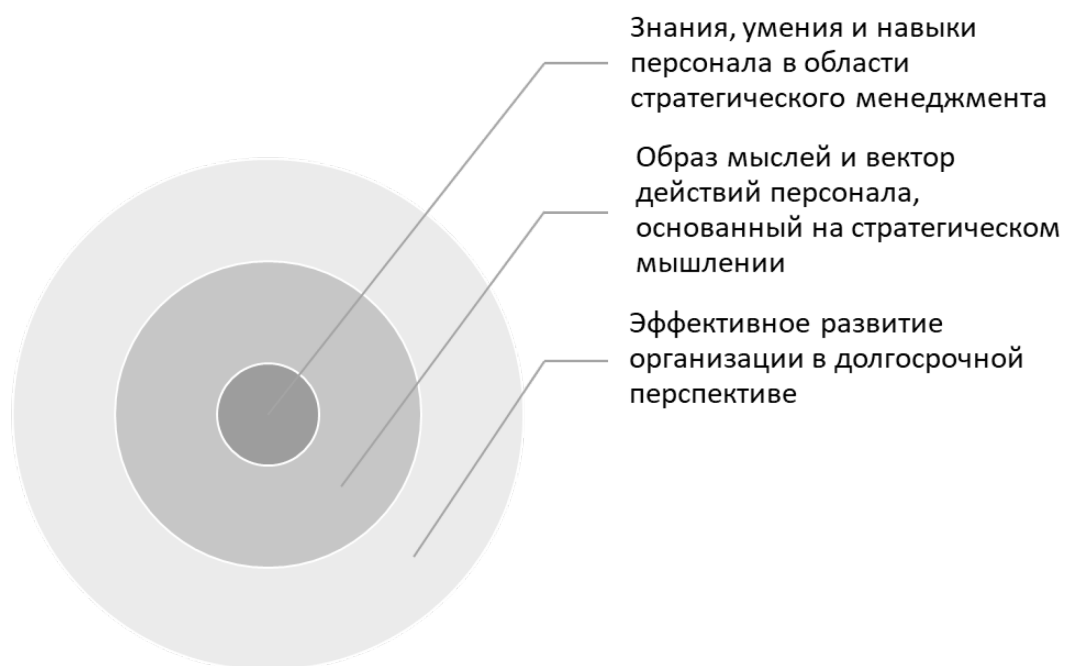 Знания, умения и навыки
персонала в области
стратегического менеджмента
Образ мыслей и вектор
действий персонала,
основанный на стратегическом
мышлении
Эффективное развитие
организации в долгосрочной
перспективе